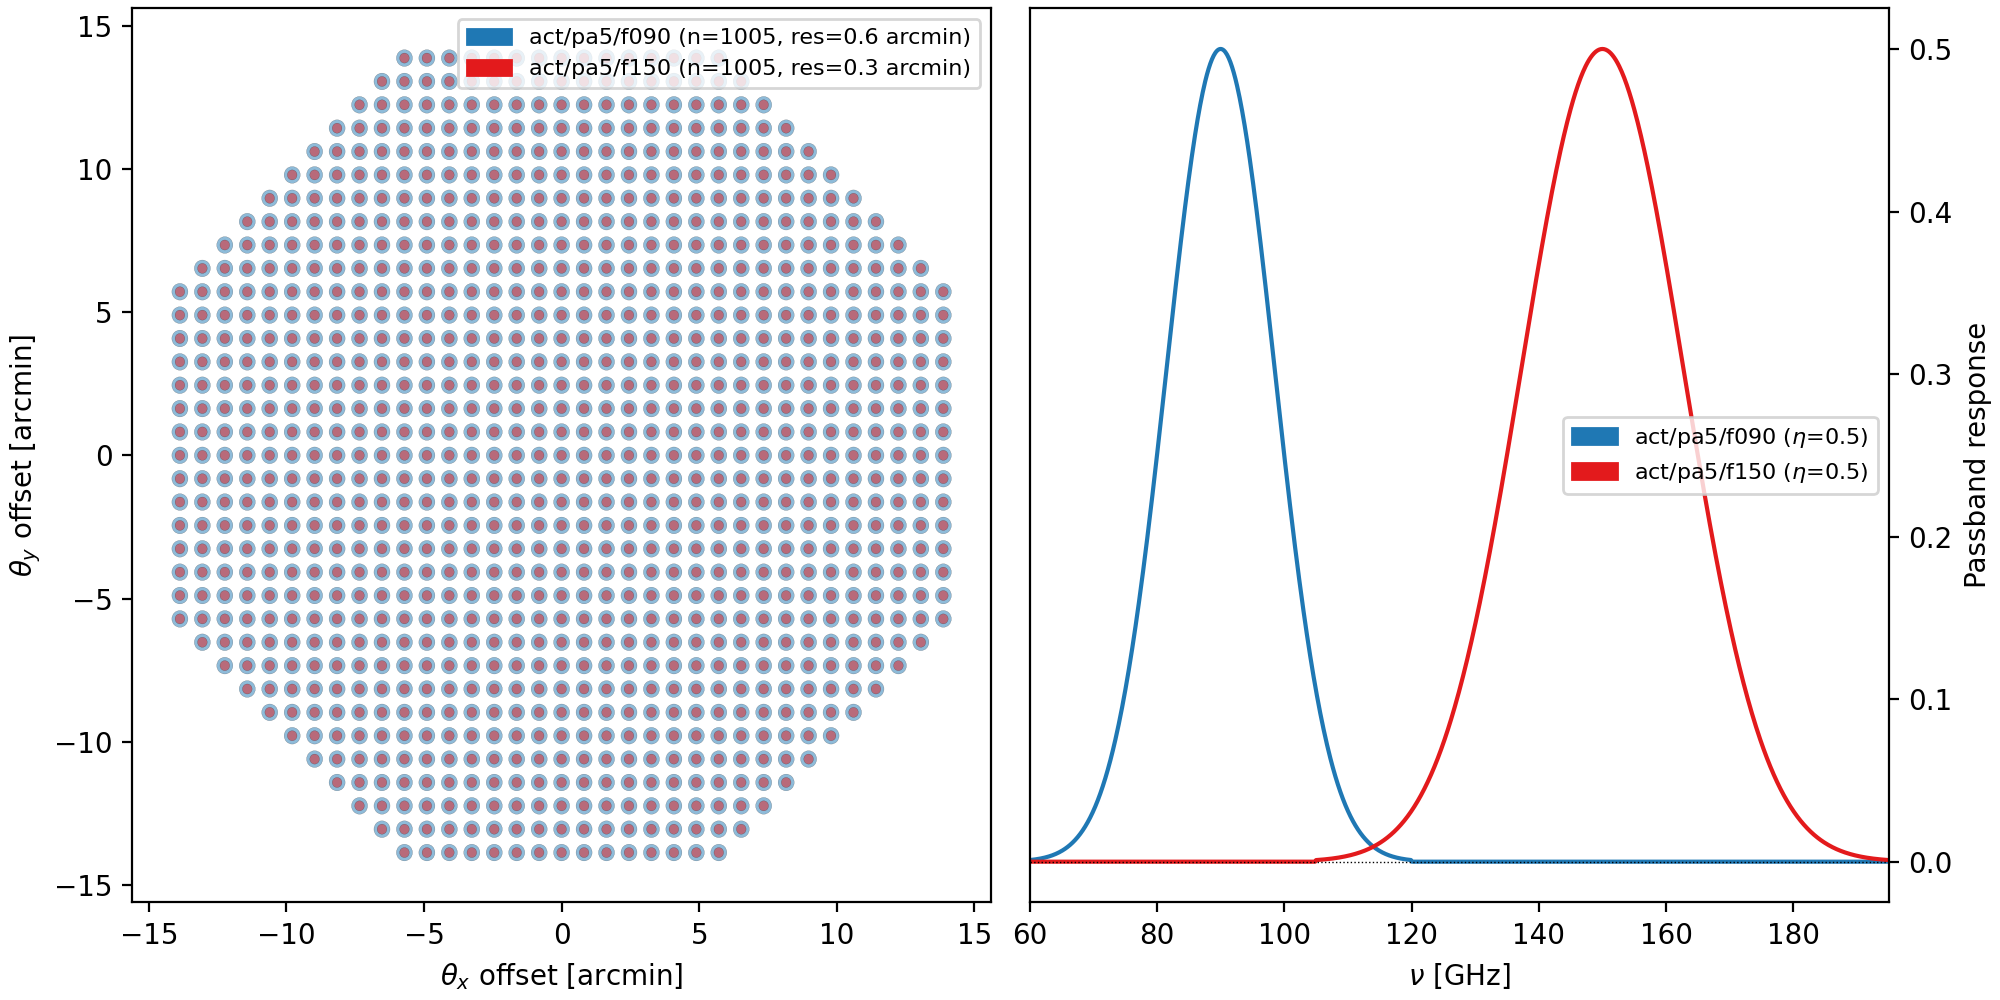 act/pa5/f090 (n=1005, res=0.6 arcmin)
act/pa5/f150 (n=1005, res=0.3 arcmin)
15
10
5
0
−5
−10
−15
θy offset [arcmin]
−15 −10 −5 0 5 10 15
θx offset [arcmin]
act/pa5/f090 (η=0.5)
act/pa5/f150 (η=0.5)
0.5
0.4
0.3
0.2
0.1
0.0
Passband response
60 80 100 120 140 160 180
ν [GHz]